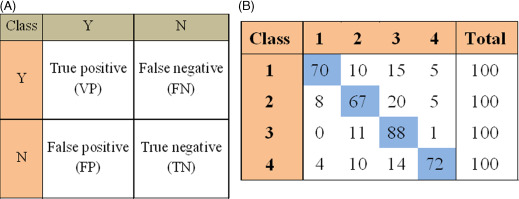 (A)
Class Y N
Y True positive (VP) False negative (FN)
N False positive (FP) True negative (TN)
(B)
Class 1 2 3 4 Total
1 70 10 15 5 100
2 8 67 20 5 100
3 0 11 88 1 100
4 4 10 14 72 100